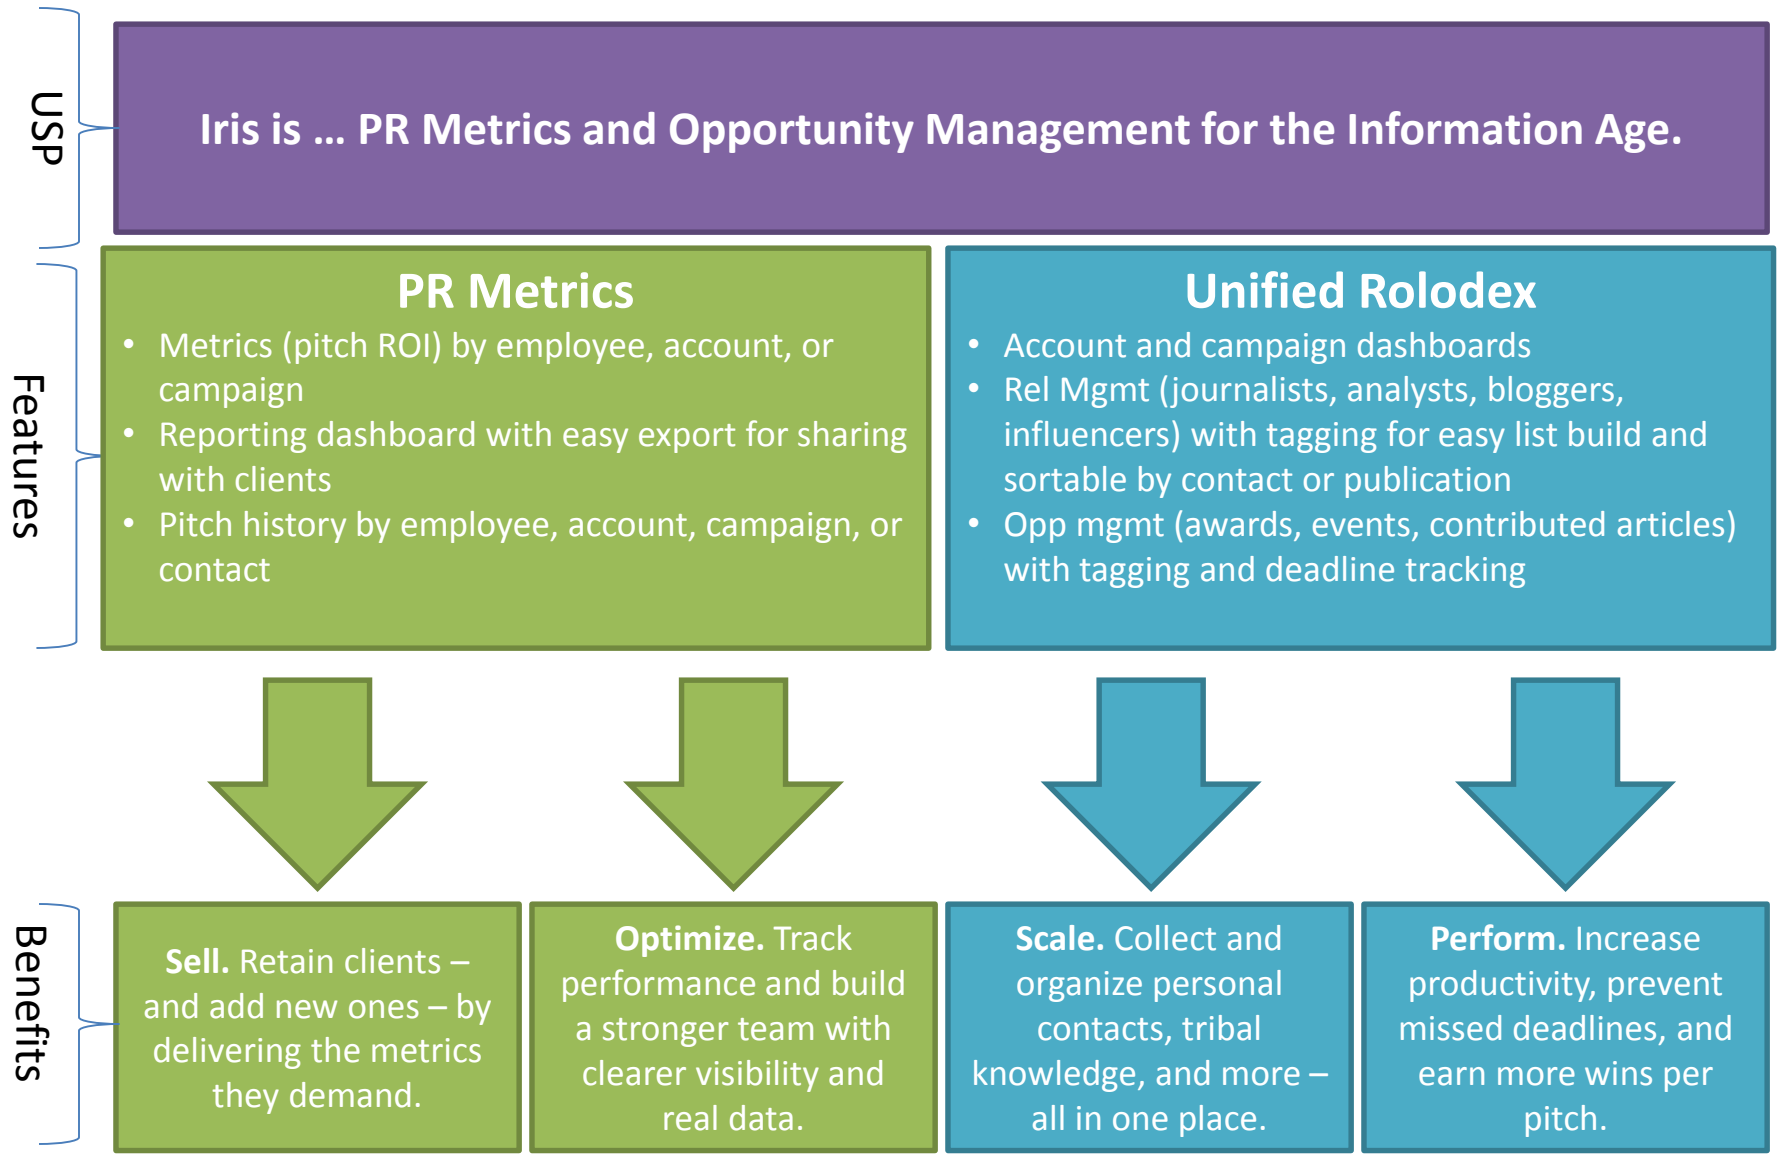 USP
Iris is … PR Metrics and Opportunity Management for the Information Age.
Features
PR Metrics
• Metrics (pitch ROI) by employee, account, or
campaign
• Reporting dashboard with easy export for sharing
with clients
• Pitch history by employee, account, campaign, or
contact
Unified Rolodex
• Account and campaign dashboards
• Rel Mgmt (journalists, analysts, bloggers,
influencers) with tagging for easy list build and
sortable by contact or publication
• Opp mgmt (awards, events, contributed articles)
with tagging and deadline tracking
Benefits
Sell. Retain clients –
and add new ones – by
delivering the metrics
they demand.
Optimize. Track
performance and build
a stronger team with
clearer visibility and
real data.
Scale. Collect and
organize personal
contacts, tribal
knowledge, and more –
all in one place.
Perform. Increase
productivity, prevent
missed deadlines, and
earn more wins per
pitch.